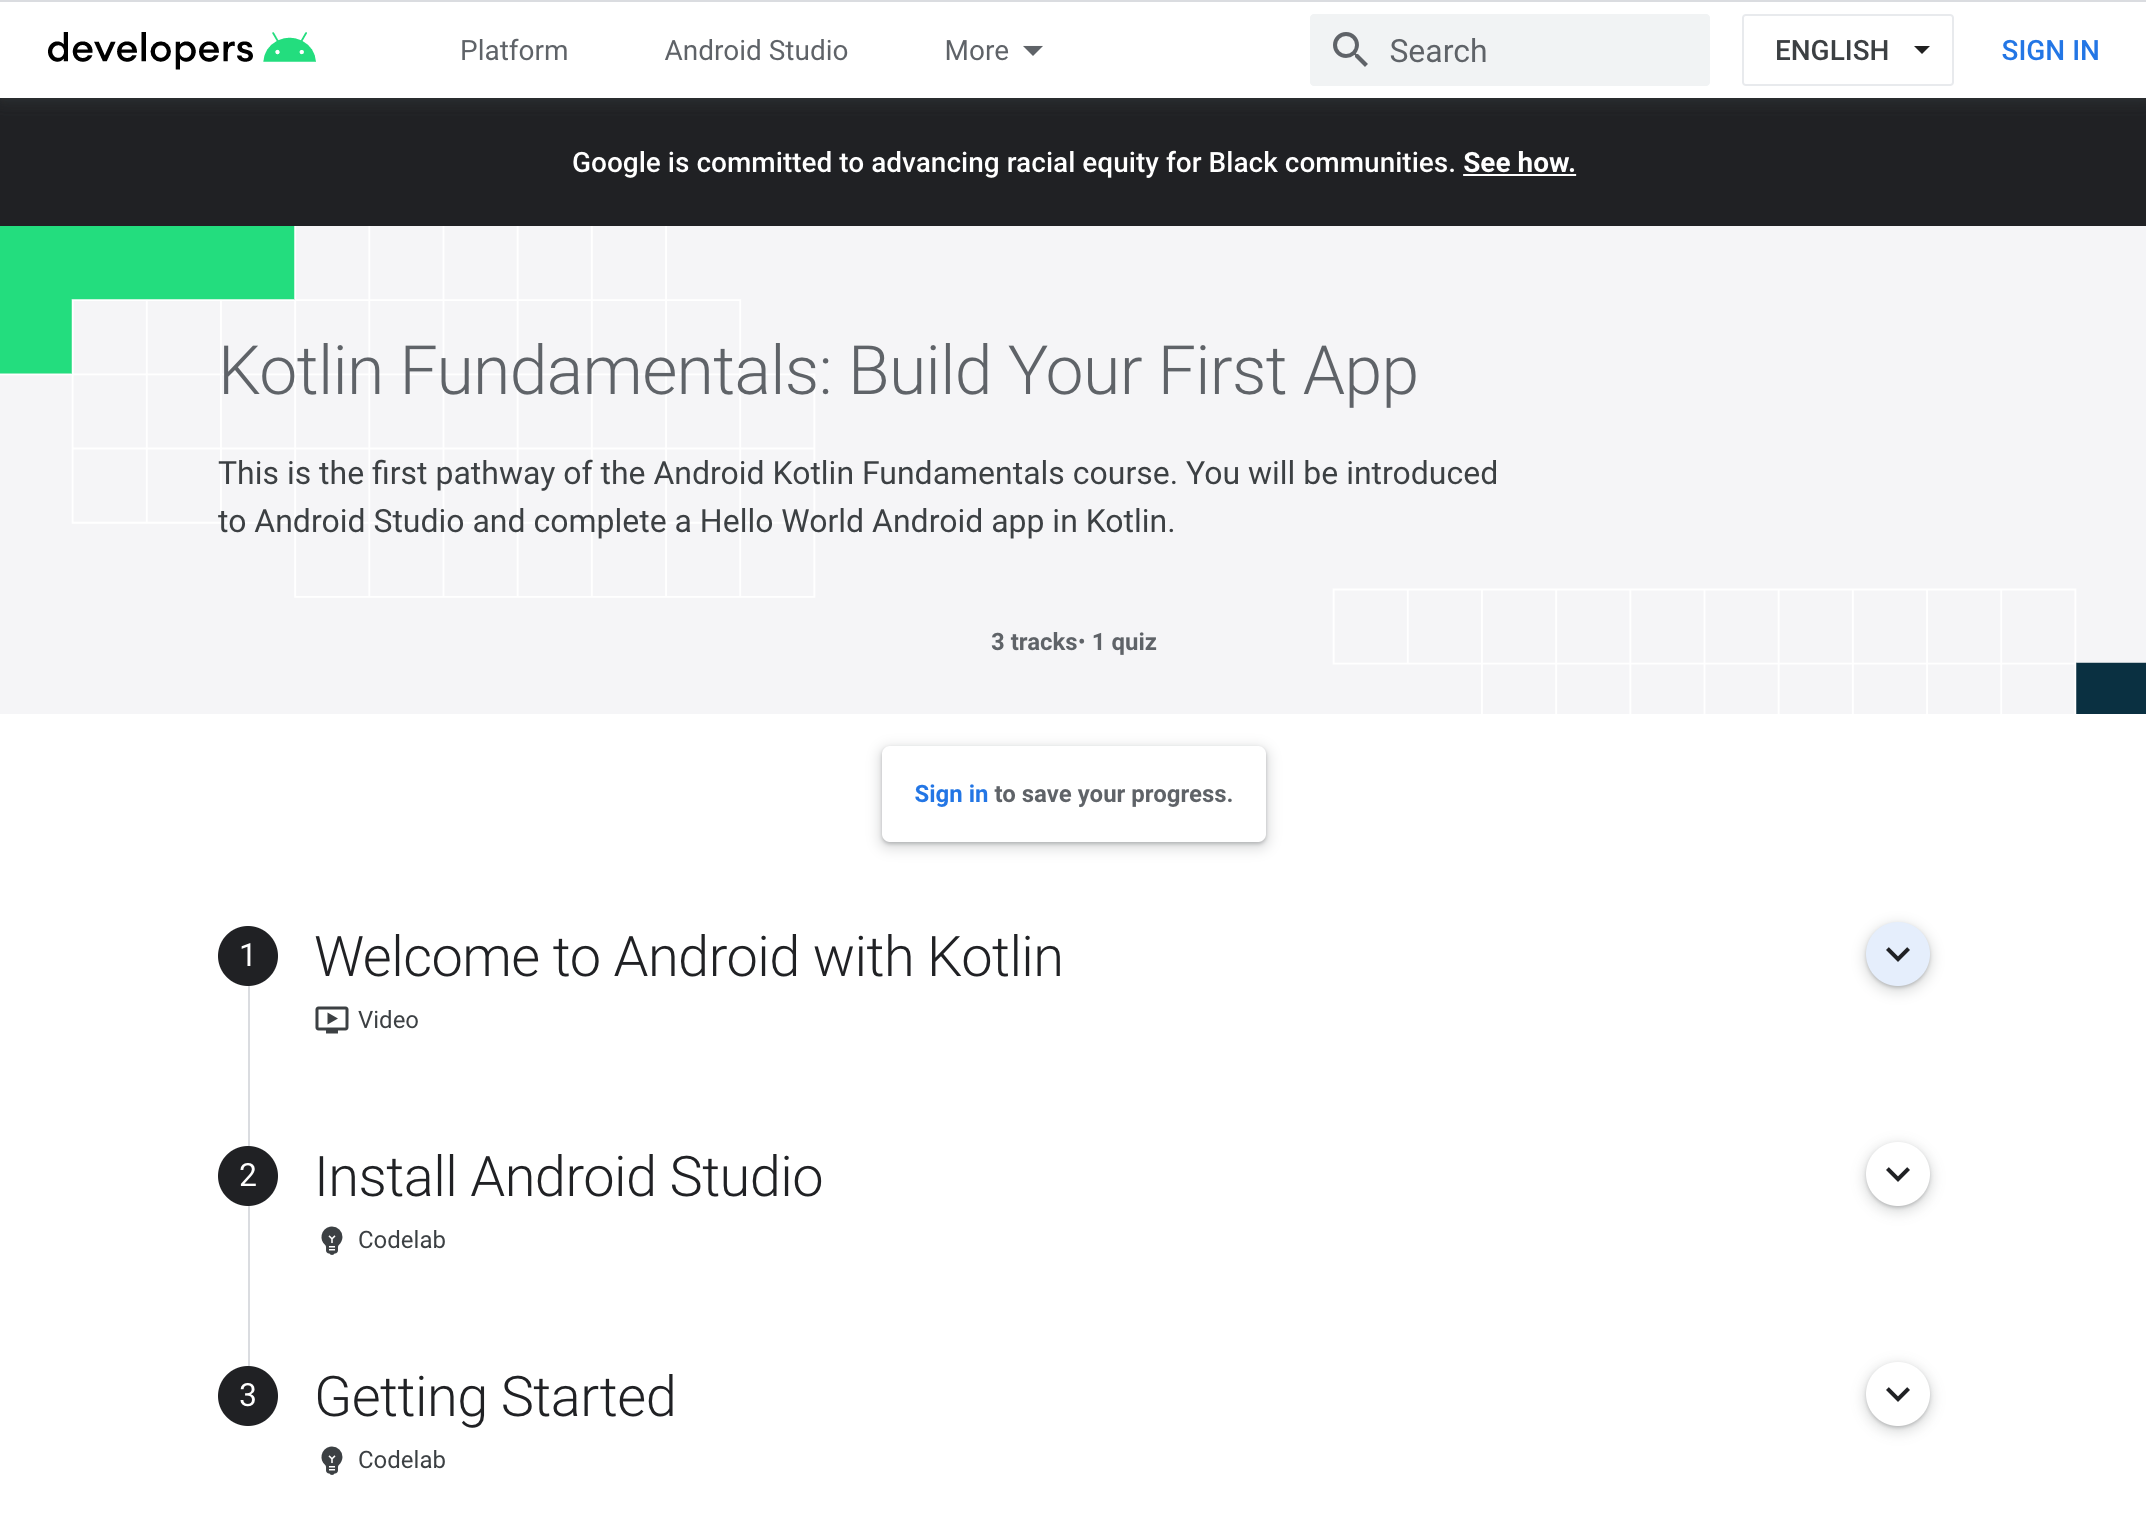 developers
Platform
Android Studio
More
Search
ENGLISH
SIGN IN
Google is committed to advancing racial equity for Black communities. See how.
Kotlin Fundamentals: Build Your First App
This is the first pathway of the Android Kotlin Fundamentals course. You will be introduced
to Android Studio and complete a Hello World Android app in Kotlin.
3 tracks• 1 quiz
Sign in to save your progress.
1 Welcome to Android with Kotlin
Video
2 Install Android Studio
Codelab
3 Getting Started
Codelab